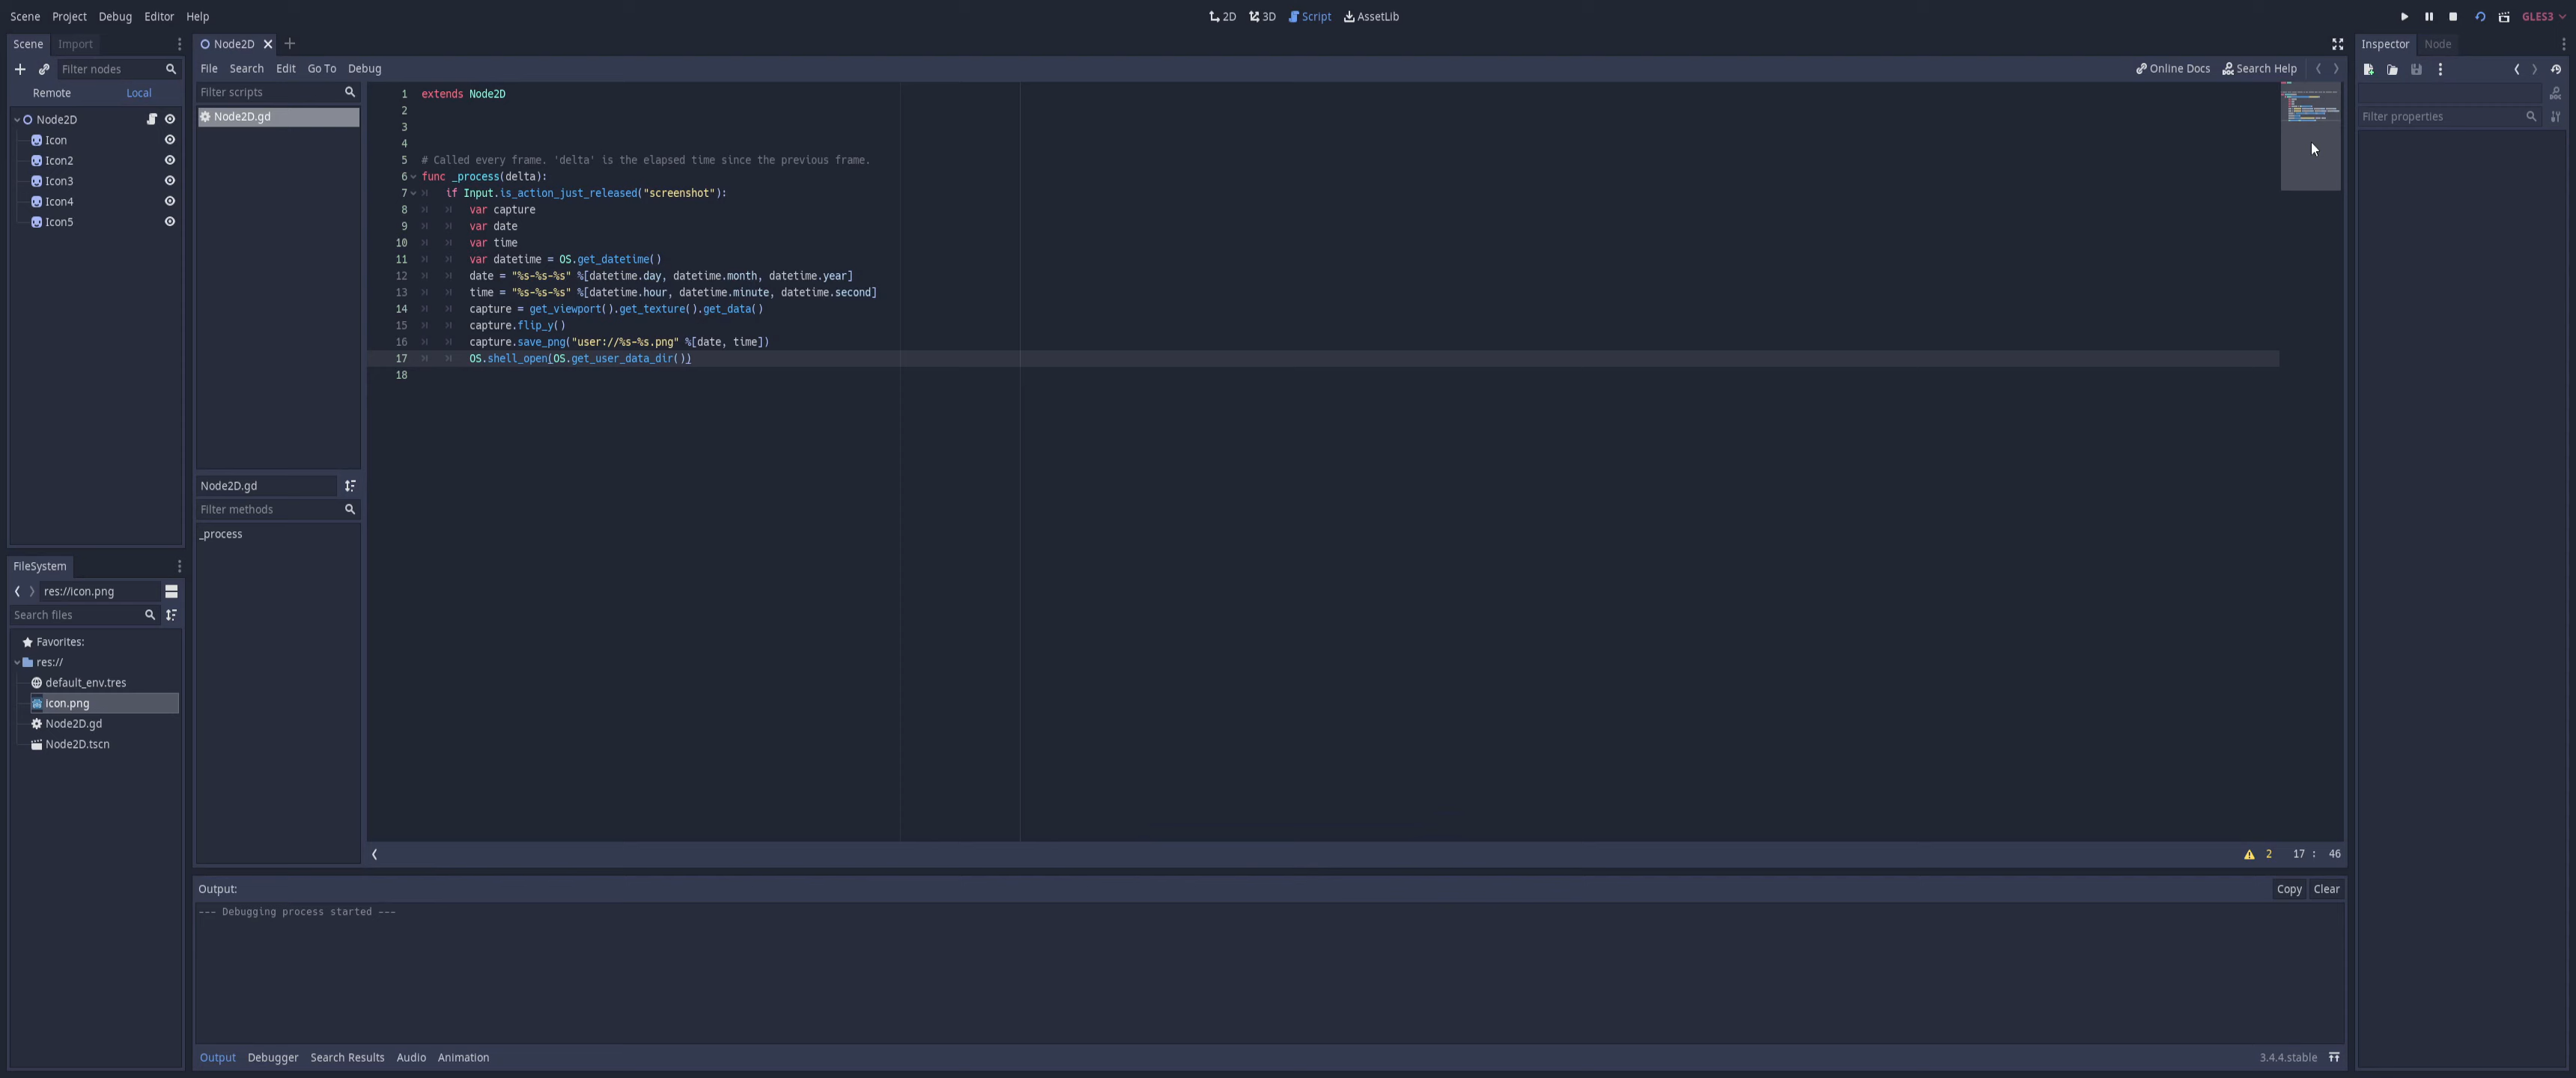 Scene Project Debug Editor Help
2D 3D Script AssetLib
GLES3
Scene Import
Filter nodes
Remote Local
Node2D
Icon
Icon2
Icon3
Icon4
Icon5
FileSystem
res://icon.png
Search files
Favorites:
res://
default_env.tres
icon.png
Node2D.gd
Node2D.tscn
Node2D
File Search Edit Go To Debug
Online Docs Search Help
Filter scripts
Node2D.gd
Node2D.gd
Filter methods
_process
1 extends Node2D
2
3
4
5 # Called every frame. 'delta' is the elapsed time since the previous frame.
6 func _process(delta):
7 if Input.is_action_just_released("screenshot"):
8 var capture
9 var date
10 var time
11 var datetime = OS.get_datetime()
12 date = "%s-%s-%s" %[datetime.day, datetime.month, datetime.year]
13 time = "%s-%s-%s" %[datetime.hour, datetime.minute, datetime.second]
14 capture = get_viewport().get_texture().get_data()
15 capture.flip_y()
16 capture.save_png("user://%s-%s.png" %[date, time])
17 OS.shell_open(OS.get_user_data_dir())
18
2 17 : 46
Output:
Copy Clear
--- Debugging process started ---
Output Debugger Search Results Audio Animation
3.4.4.stable
Inspector Node
Filter properties